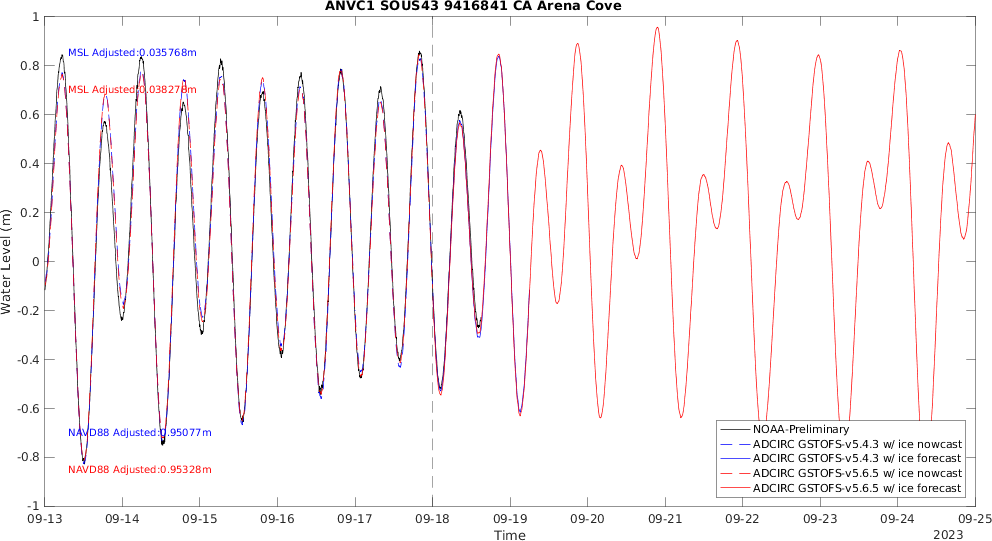 ANVC1 SOUS43 9416841 CA Arena Cove
MSL Adjusted:0.035768m
MSL Adjusted:0.038278m
NAVD88 Adjusted:0.95077m
NAVD88 Adjusted:0.95328m
Water Level (m)
1
0.8
0.6
0.4
0.2
0
-0.2
-0.4
-0.6
-0.8
-1
NOAA-Preliminary
ADCIRC GSTOFS-v5.4.3 w/ ice nowcast
ADCIRC GSTOFS-v5.4.3 w/ ice forecast
ADCIRC GSTOFS-v5.6.5 w/ ice nowcast
ADCIRC GSTOFS-v5.6.5 w/ ice forecast
09-13 09-14 09-15 09-16 09-17 09-18 09-19 09-20 09-21 09-22 09-23 09-24 09-25
Time
2023